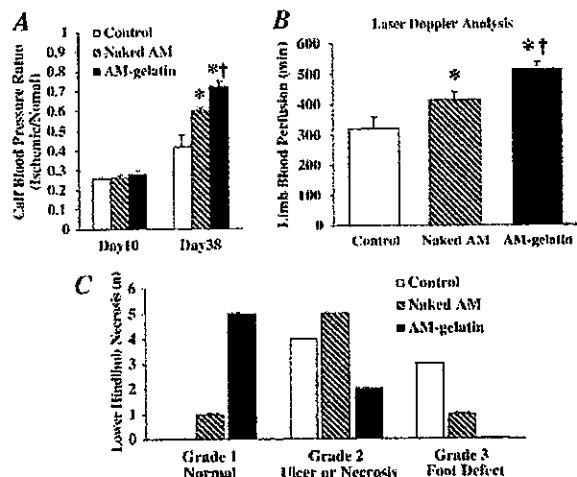 A
Calf Blood Pressure Ratio
(Ischemic/Normal)
1
0.9
0.8
0.7
0.6
0.5
0.4
0.3
0.2
0.1
0
Control
Naked AM
AM-gelatin
*
*†
Day10
Day38
B
Laser Doppler Analysis
Limb Blood Perfusion (min)
600
500
400
300
200
100
0
*
*†
Control
Naked AM
AM-gelatin
C
Lower Hindlimb Necrosis (n)
6
5
4
3
2
1
0
Control
Naked AM
AM-gelatin
Grade 1
Normal
Grade 2
Ulcer or Necrosis
Grade 3
Foot Defect